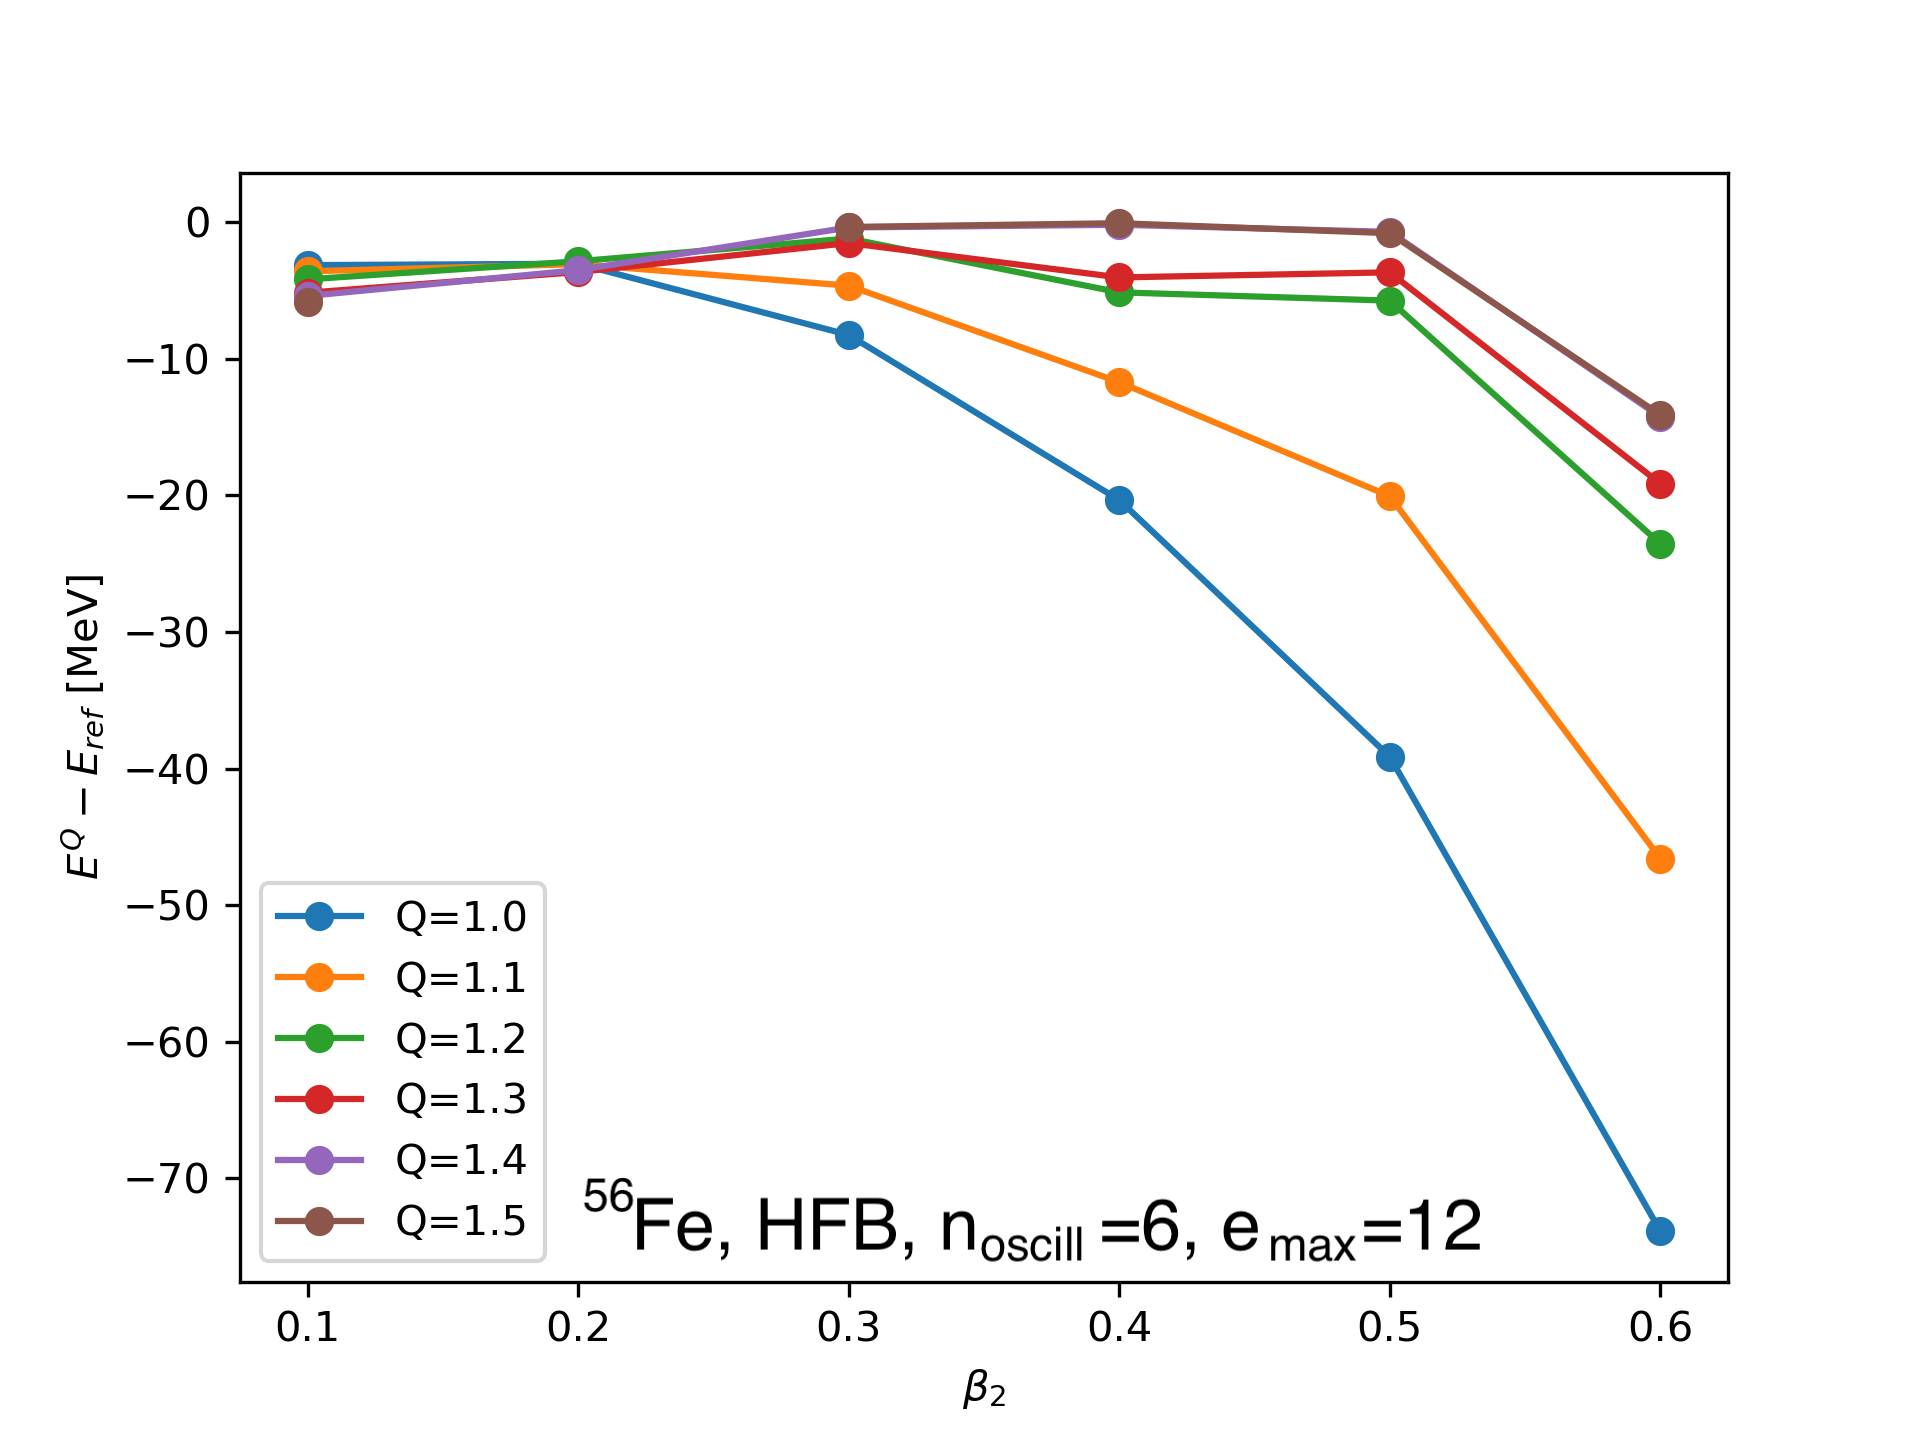 0
−10
−20
−30
−40
−50
−60
−70
E^Q − E_ref [MeV]
Q=1.0
Q=1.1
Q=1.2
Q=1.3
Q=1.4
Q=1.5
⁵⁶Fe, HFB, n_oscill =6, e_max=12
0.1 0.2 0.3 0.4 0.5 0.6
β₂